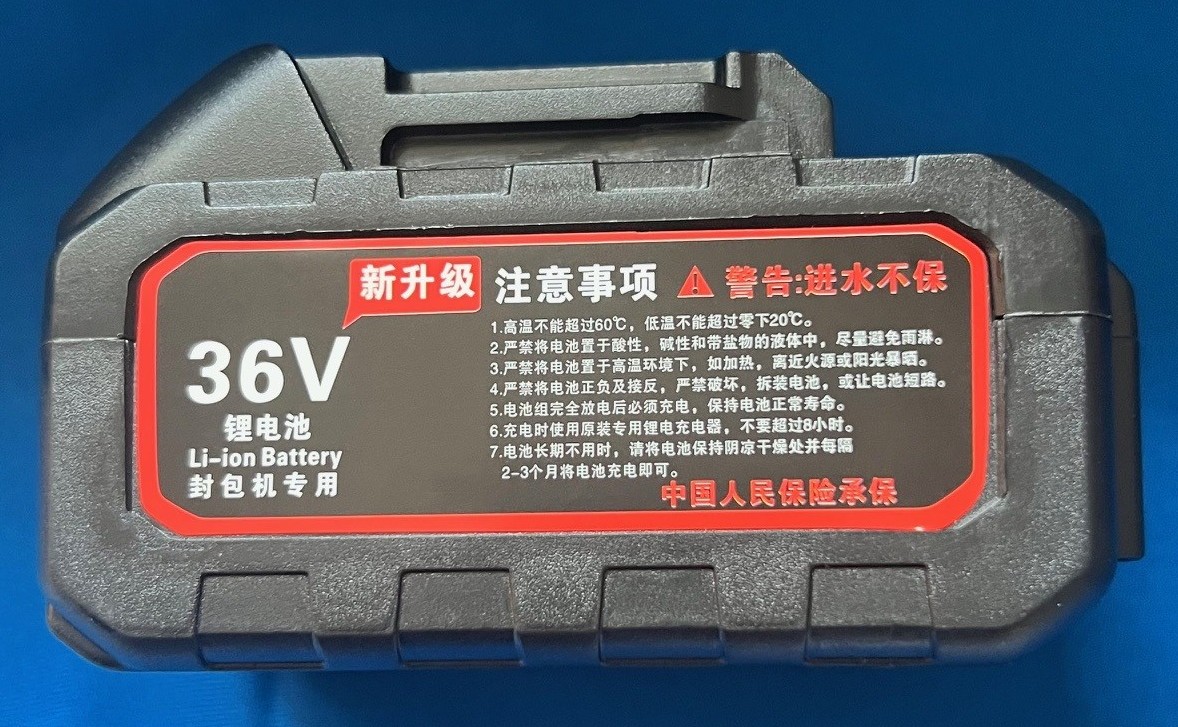 新升级
36V
锂电池
Li-ion Battery
封包机专用
注意事项 警告:进水不保
1.高温不能超过60℃，低温不能超过零下20℃。
2.严禁将电池置于酸性，碱性和带盐物的液体中，尽量避免雨淋。
3.严禁将电池置于高温环境下，如加热，离近火源或阳光暴晒。
4.严禁将电池正负及接反，严禁破坏，拆装电池，或让电池短路。
5.电池组完全放电后必须充电，保持电池正常寿命。
6.充电时使用原装专用锂电充电器，不要超过8小时。
7.电池长期不用时，请将电池保持阴凉干燥处并每隔
2-3个月将电池充电即可。
中国人民保险承保